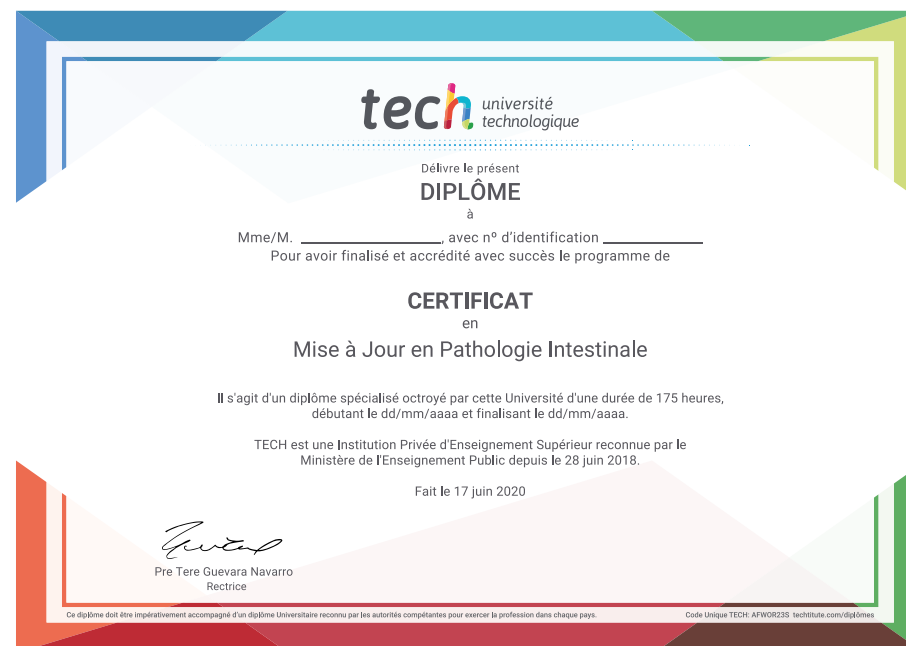 tech université
technologique
Délivre le présent
DIPLÔME
à
Mme/M. ____________________, avec nº d'identification ______________
Pour avoir finalisé et accrédité avec succès le programme de
CERTIFICAT
en
Mise à Jour en Pathologie Intestinale
Il s'agit d'un diplôme spécialisé octroyé par cette Université d'une durée de 175 heures,
débutant le dd/mm/aaaa et finalisant le dd/mm/aaaa.
TECH est une Institution Privée d'Enseignement Supérieur reconnue par le
Ministère de l'Enseignement Public depuis le 28 juin 2018.
Fait le 17 juin 2020
Pre Tere Guevara Navarro
Rectrice
Ce diplôme doit être impérativement accompagné d'un diplôme Universitaire reconnu par les autorités compétentes pour exercer la profession dans chaque pays.
Code Unique TECH: AFWOR23S techtitute.com/diplômes